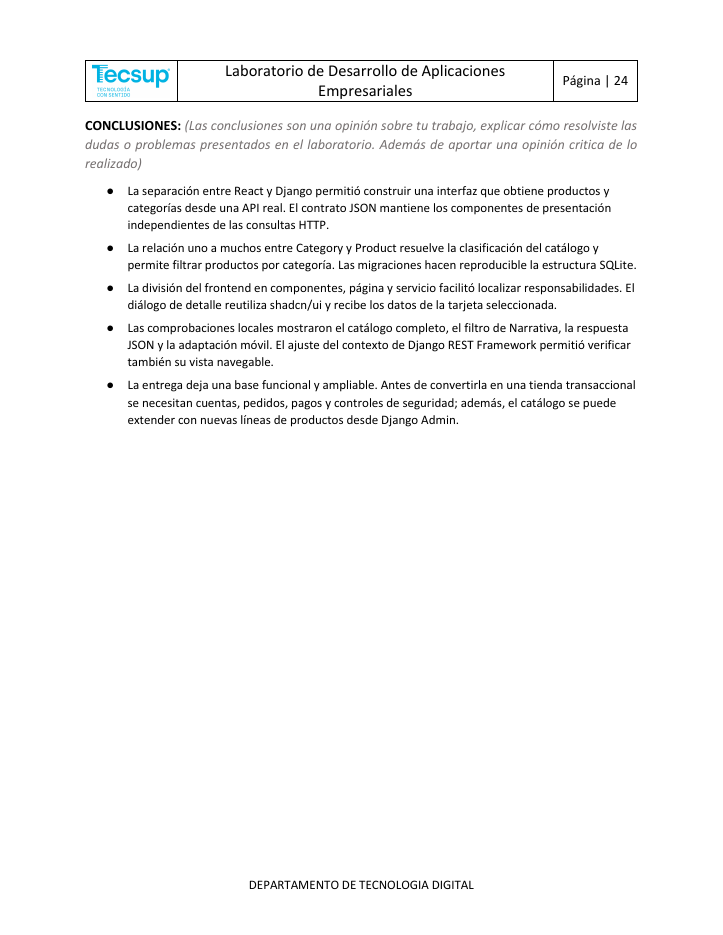 Tecsup
TECNOLOGÍA
CON SENTIDO
Laboratorio de Desarrollo de Aplicaciones
Empresariales
Página | 24
CONCLUSIONES: (Las conclusiones son una opinión sobre tu trabajo, explicar cómo resolviste las
dudas o problemas presentados en el laboratorio. Además de aportar una opinión critica de lo
realizado)
● La separación entre React y Django permitió construir una interfaz que obtiene productos y
categorías desde una API real. El contrato JSON mantiene los componentes de presentación
independientes de las consultas HTTP.
● La relación uno a muchos entre Category y Product resuelve la clasificación del catálogo y
permite filtrar productos por categoría. Las migraciones hacen reproducible la estructura SQLite.
● La división del frontend en componentes, página y servicio facilitó localizar responsabilidades. El
diálogo de detalle reutiliza shadcn/ui y recibe los datos de la tarjeta seleccionada.
● Las comprobaciones locales mostraron el catálogo completo, el filtro de Narrativa, la respuesta
JSON y la adaptación móvil. El ajuste del contexto de Django REST Framework permitió verificar
también su vista navegable.
● La entrega deja una base funcional y ampliable. Antes de convertirla en una tienda transaccional
se necesitan cuentas, pedidos, pagos y controles de seguridad; además, el catálogo se puede
extender con nuevas líneas de productos desde Django Admin.
DEPARTAMENTO DE TECNOLOGIA DIGITAL